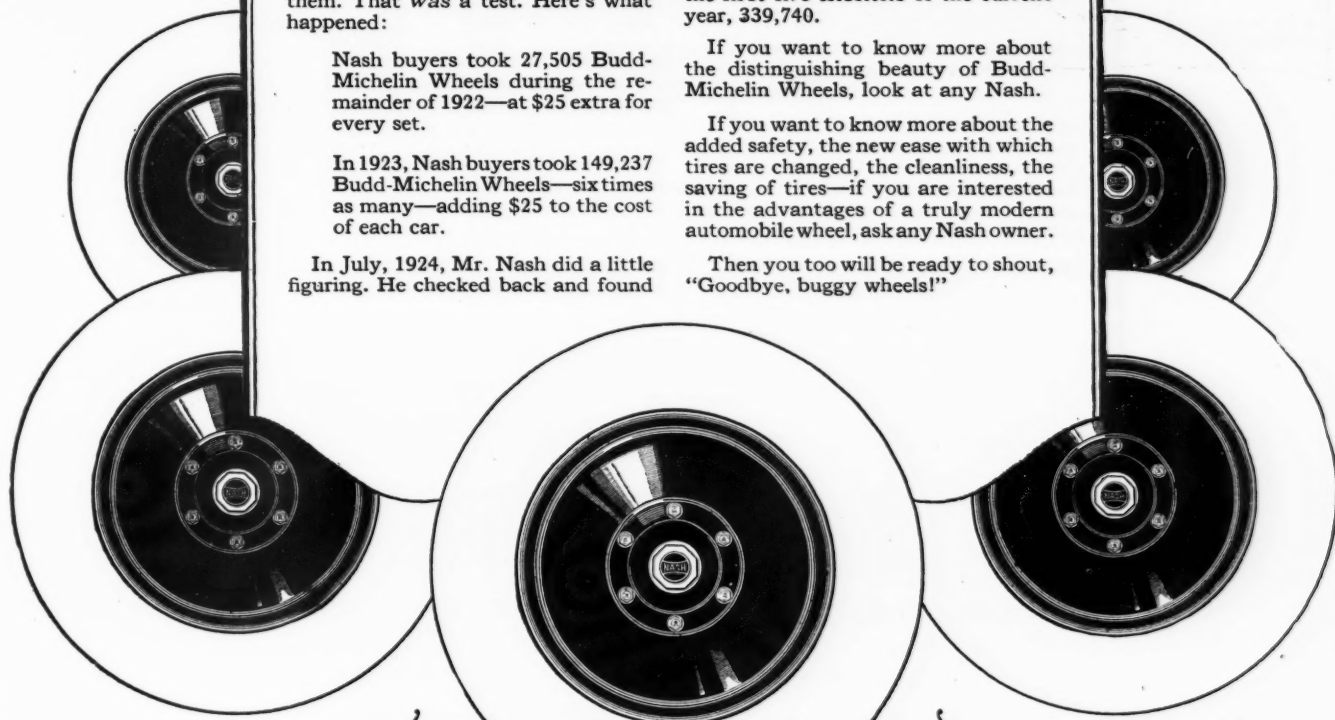 them. That was a test. Here's what
happened:
Nash buyers took 27,505 Budd-
Michelin Wheels during the re-
mainder of 1922—at $25 extra for
every set.
In 1923, Nash buyers took 149,237
Budd-Michelin Wheels—six times
as many—adding $25 to the cost
of each car.
In July, 1924, Mr. Nash did a little
figuring. He checked back and found
year, 339,740.
If you want to know more about
the distinguishing beauty of Budd-
Michelin Wheels, look at any Nash.
If you want to know more about the
added safety, the new ease with which
tires are changed, the cleanliness, the
saving of tires—if you are interested
in the advantages of a truly modern
automobile wheel, ask any Nash owner.
Then you too will be ready to shout,
“Goodbye, buggy wheels!”
NASH
NASH
NASH